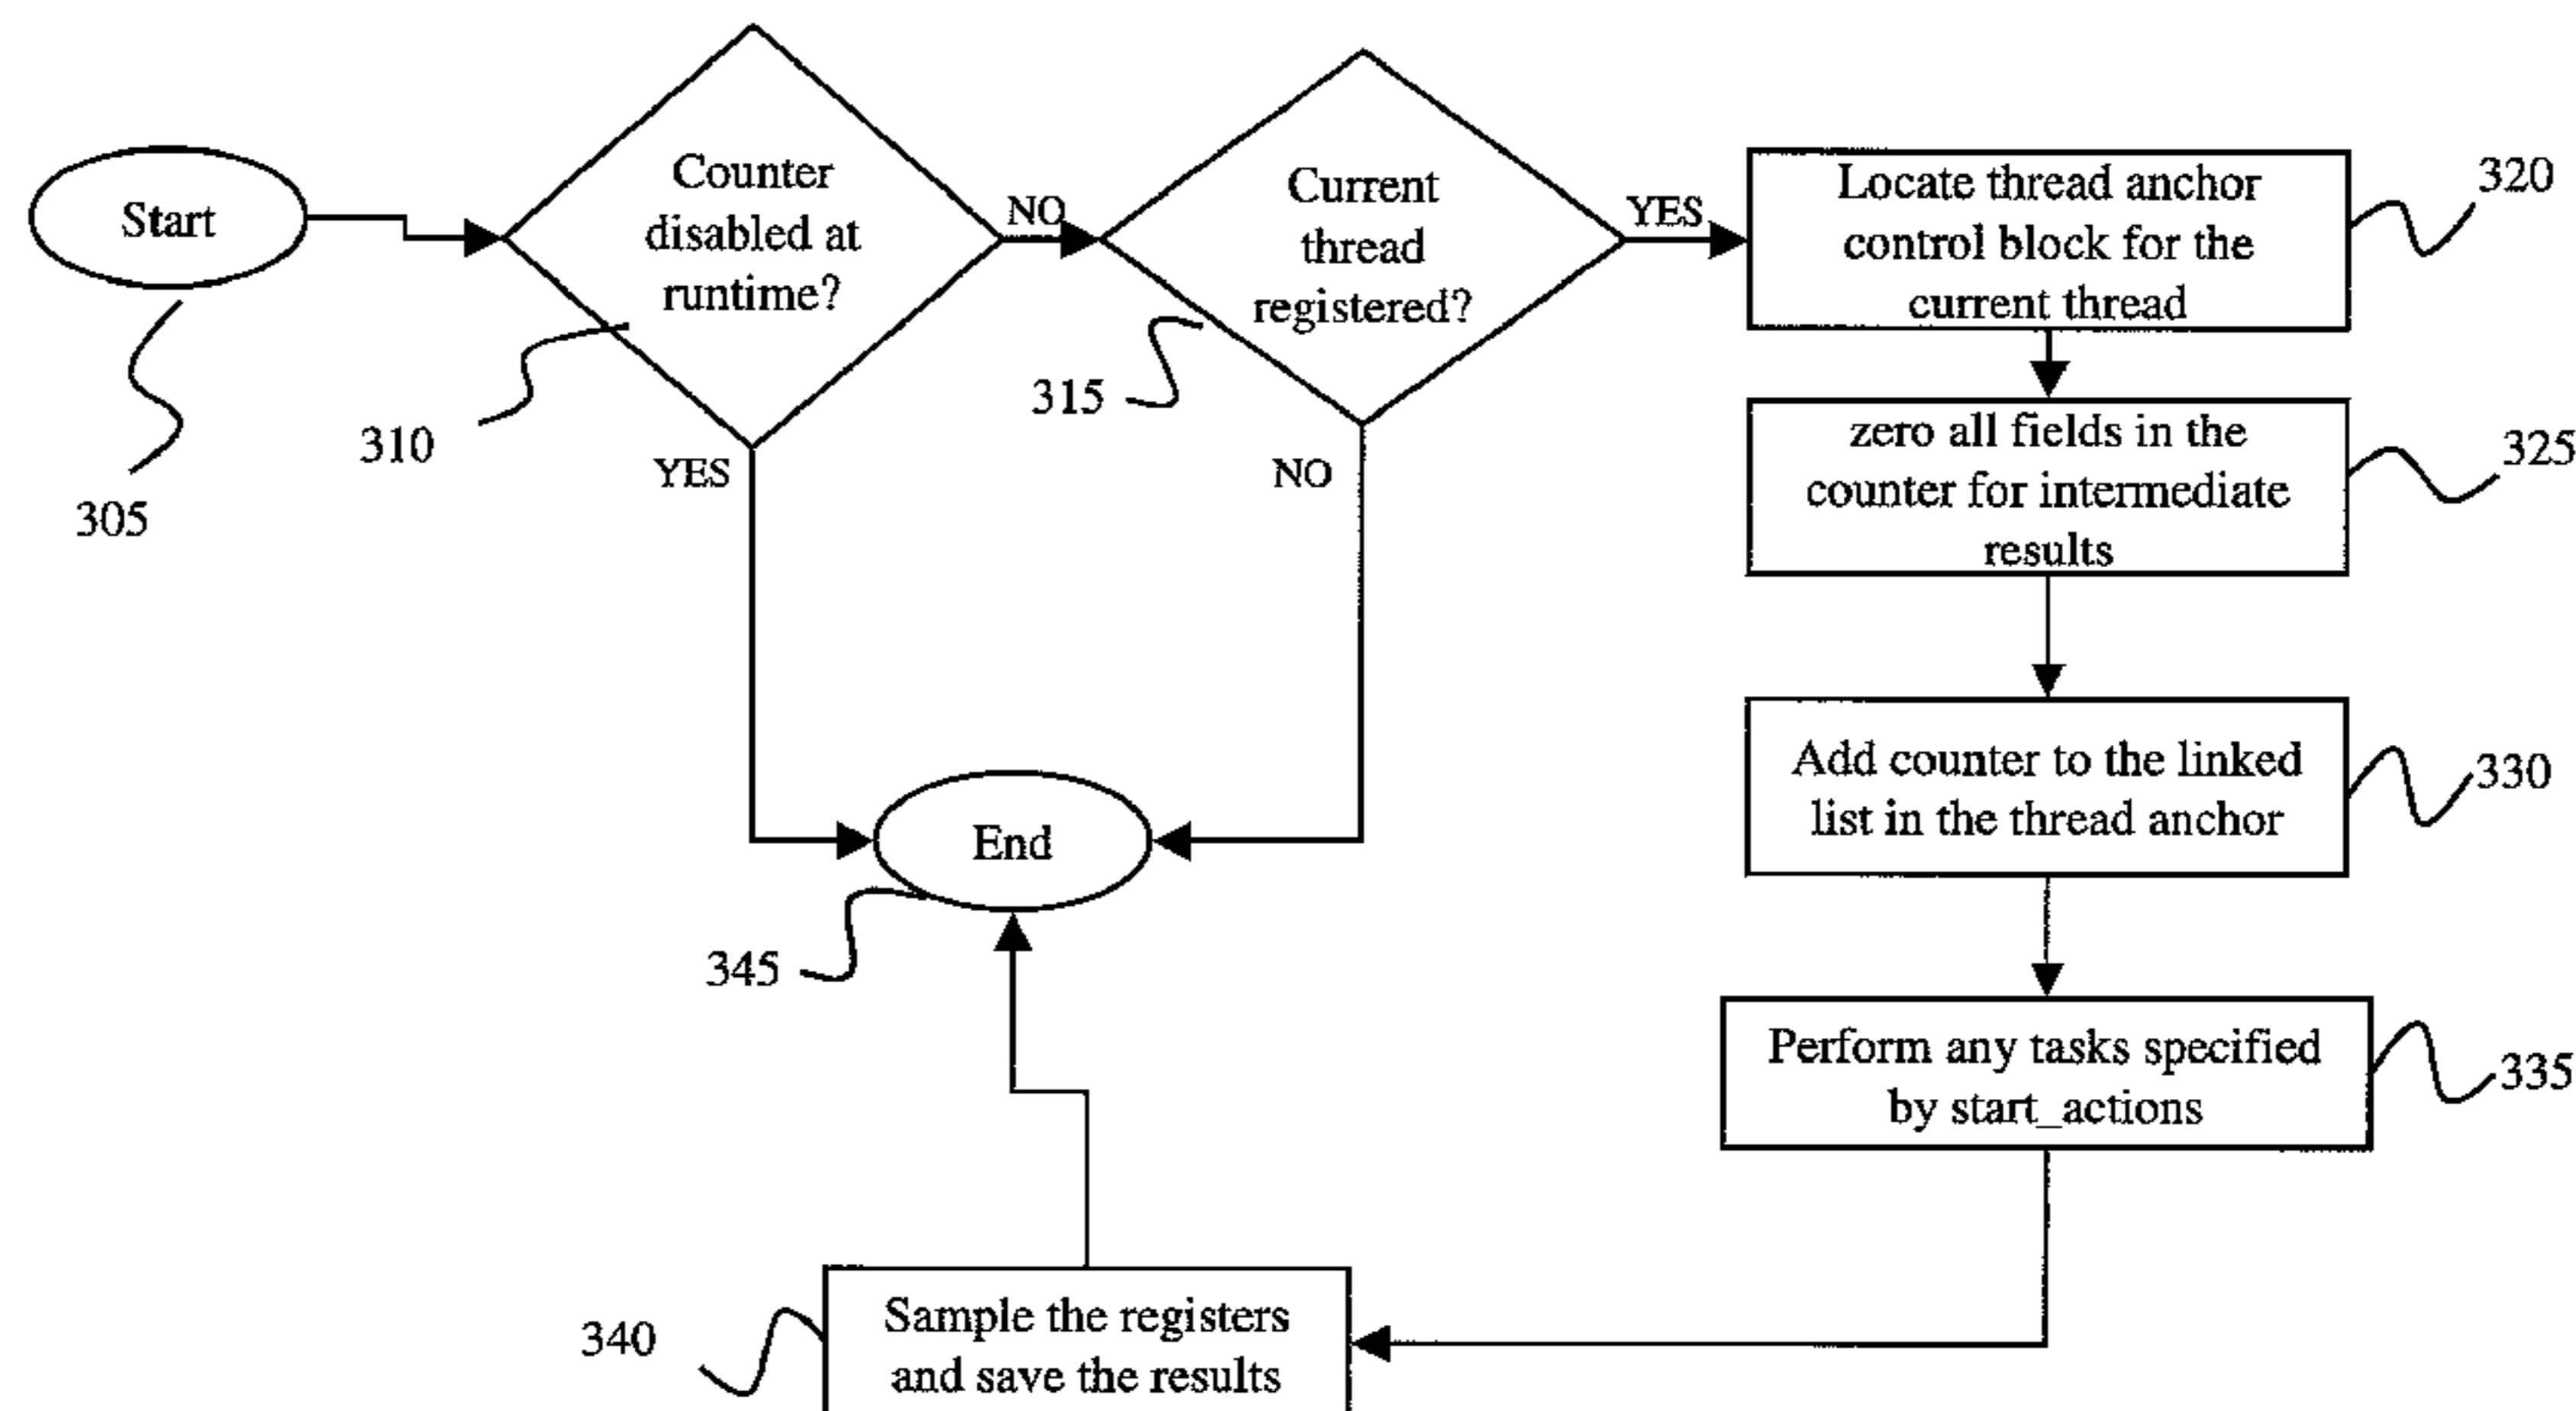 Start
305
Counter
disabled at
runtime?
310
NO
YES
Current
thread
registered?
315
YES
NO
Locate thread anchor
control block for the
current thread
320
zero all fields in the
counter for intermediate
results
325
Add counter to the linked
list in the thread anchor
330
Perform any tasks specified
by start_actions
335
Sample the registers
and save the results
340
End
345